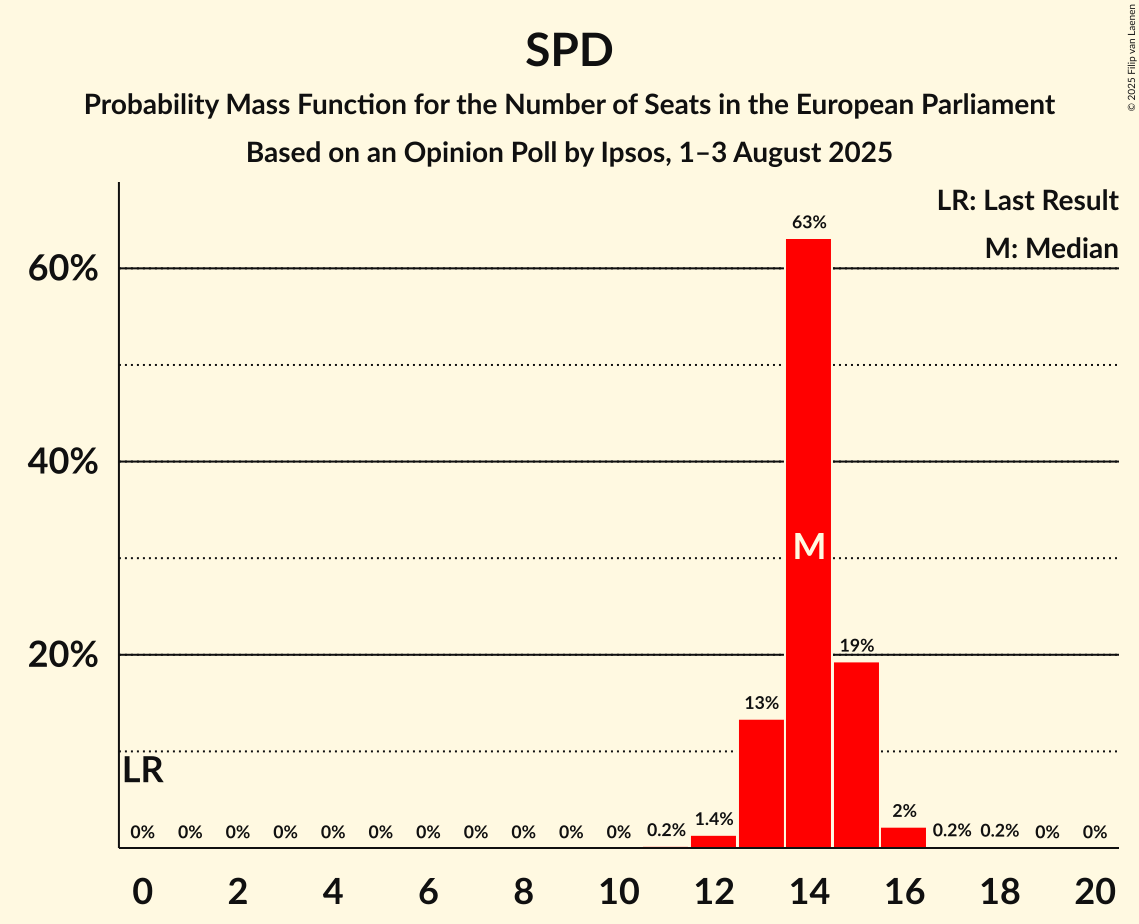 SPD
Probability Mass Function for the Number of Seats in the European Parliament
Based on an Opinion Poll by Ipsos, 1–3 August 2025
© 2025 Filip van Laenen
LR: Last Result
M: Median
63%
60%
40%
M
20%
19%
13%
LR
0% 0% 0% 0% 0% 0% 0% 0% 0% 0% 0% 0.2% 1.4% 2% 0.2% 0.2% 0% 0%
0 2 4 6 8 10 12 14 16 18 20